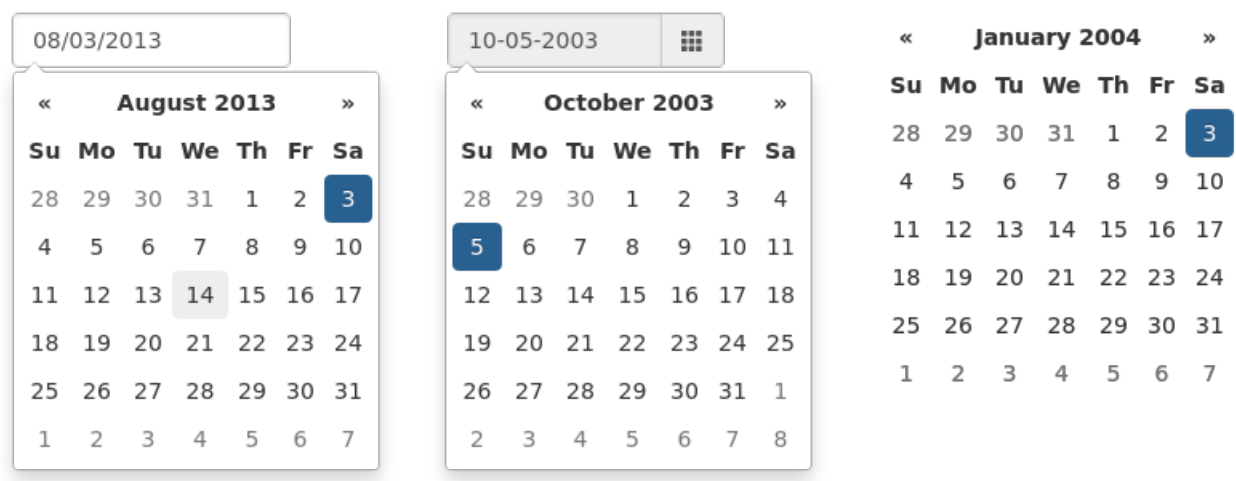 08/03/2013
« August 2013 »
Su Mo Tu We Th Fr Sa
28 29 30 31 1 2 3
4 5 6 7 8 9 10
11 12 13 14 15 16 17
18 19 20 21 22 23 24
25 26 27 28 29 30 31
1 2 3 4 5 6 7
10-05-2003
« October 2003 »
Su Mo Tu We Th Fr Sa
28 29 30 1 2 3 4
5 6 7 8 9 10 11
12 13 14 15 16 17 18
19 20 21 22 23 24 25
26 27 28 29 30 31 1
2 3 4 5 6 7 8
« January 2004 »
Su Mo Tu We Th Fr Sa
28 29 30 31 1 2 3
4 5 6 7 8 9 10
11 12 13 14 15 16 17
18 19 20 21 22 23 24
25 26 27 28 29 30 31
1 2 3 4 5 6 7